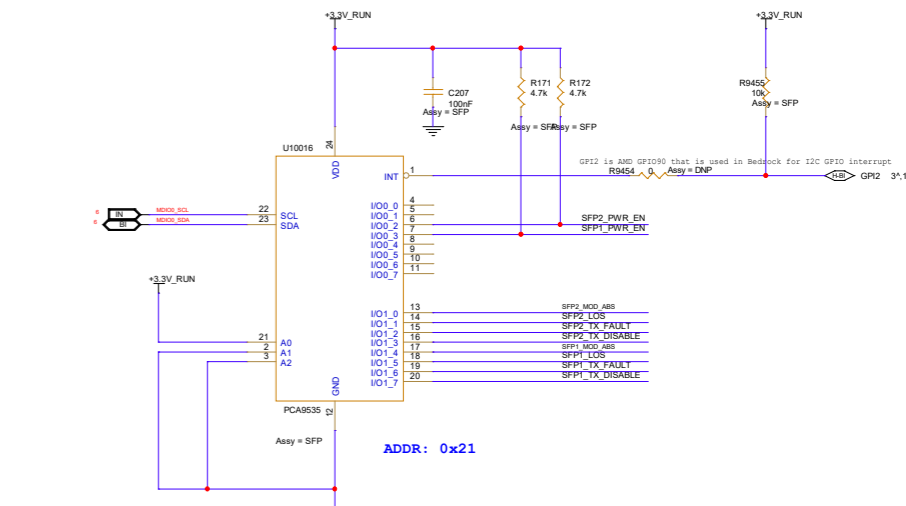 +3.3V_RUN
+3.3V_RUN
R171
4.7k
R172
4.7k
R9455
10k
Assy = SFP
C207
100nF
Assy = SFP
Assy = SFP
Assy = SFP
U10016
24
VDD
GPI2 is AMD GPIO90 that is used in Bedrock for I2C GPIO interrupt
INT
1
R9454
0
Assy = DNP
H-BI
GPI2
3^,1
I/O0_0
4
I/O0_1
5
I/O0_2
6
SFP2_PWR_EN
I/O0_3
7
SFP1_PWR_EN
I/O0_4
8
I/O0_5
9
I/O0_6
10
I/O0_7
11
6
IN
MDIO0_SCL
22
SCL
6
BI
MDIO0_SDA
23
SDA
+3.3V_RUN
I/O1_0
13
SFP2_MOD_ABS
I/O1_1
14
SFP2_LOS
I/O1_2
15
SFP2_TX_FAULT
I/O1_3
16
SFP2_TX_DISABLE
I/O1_4
17
SFP1_MOD_ABS
I/O1_5
18
SFP1_LOS
I/O1_6
19
SFP1_TX_FAULT
I/O1_7
20
SFP1_TX_DISABLE
21
A0
2
A1
3
A2
GND
12
PCA9535
Assy = SFP
ADDR: 0x21